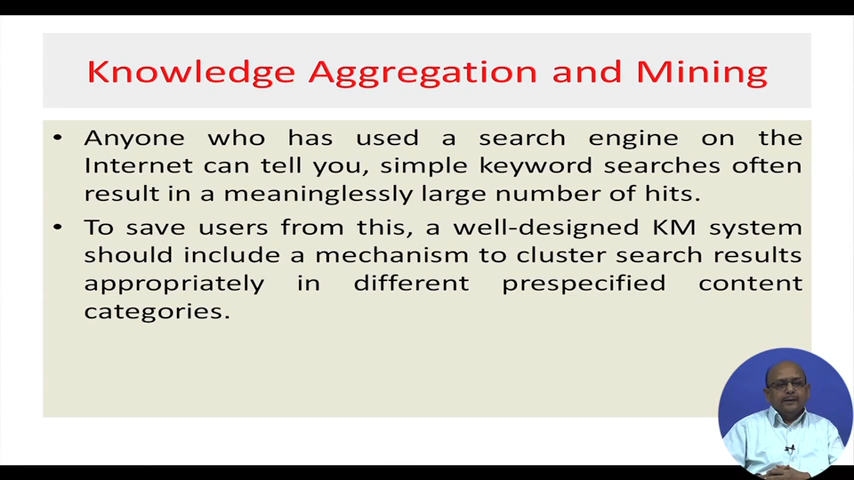 Knowledge Aggregation and Mining
• Anyone who has used a search engine on the
Internet can tell you, simple keyword searches often
result in a meaninglessly large number of hits.
• To save users from this, a well-designed KM system
should include a mechanism to cluster search results
appropriately in different prespecified content
categories.